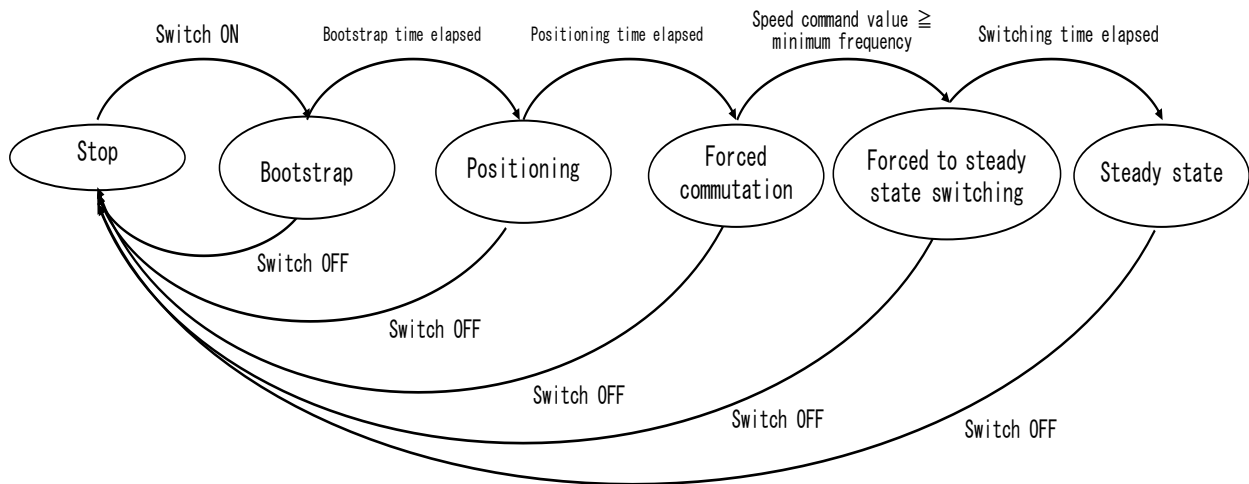 Switch ON
Bootstrap time elapsed
Positioning time elapsed
Speed command value ≧
minimum frequency
Switching time elapsed
Stop
Bootstrap
Positioning
Forced
commutation
Forced to steady
state switching
Steady state
Switch OFF
Switch OFF
Switch OFF
Switch OFF
Switch OFF